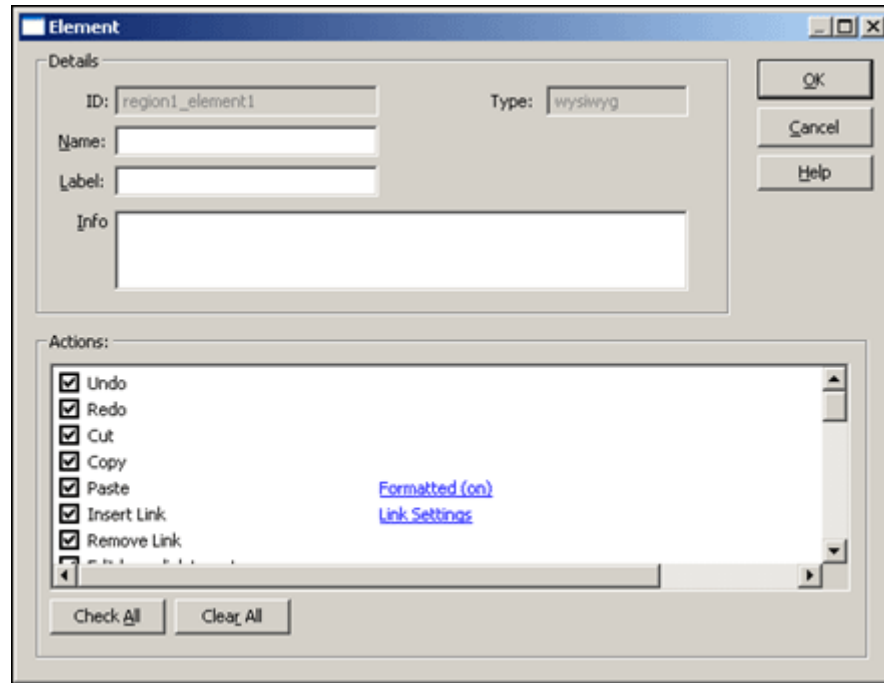 Element
Details
ID: region1_element1 Type: wysiwyg
Name:
Label:
Info
OK
Cancel
Help
Actions:
Undo
Redo
Cut
Copy
Paste Formatted (on)
Insert Link Link Settings
Remove Link
Check All Clear All